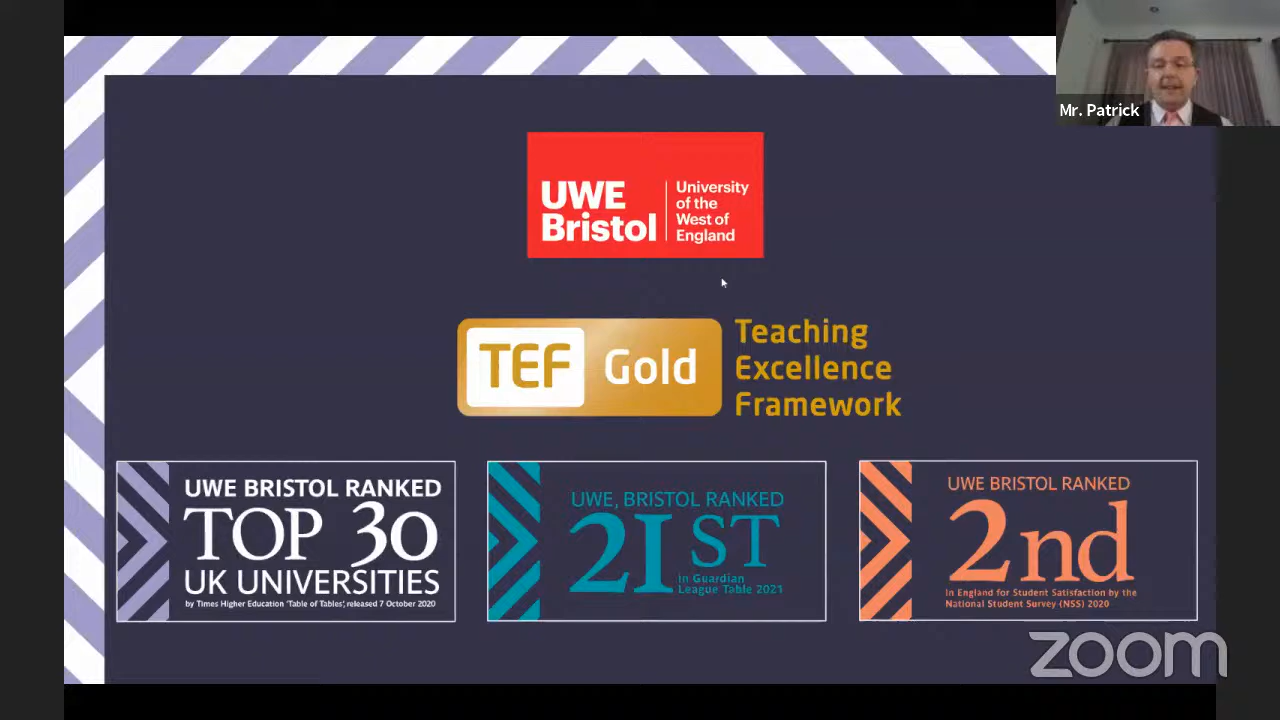 Mr. Patrick
UWE
Bristol
University
of the
West of
England
TEF Gold
Teaching
Excellence
Framework
UWE BRISTOL RANKED
TOP 30
UK UNIVERSITIES
by Times Higher Education 'Table of Tables', released 7 October 2020
UWE, BRISTOL RANKED
21ST
In Guardian
League Table 2021
UWE BRISTOL RANKED
2nd
In England for Student Satisfaction by the
National Student Survey (NSS) 2020
zoom